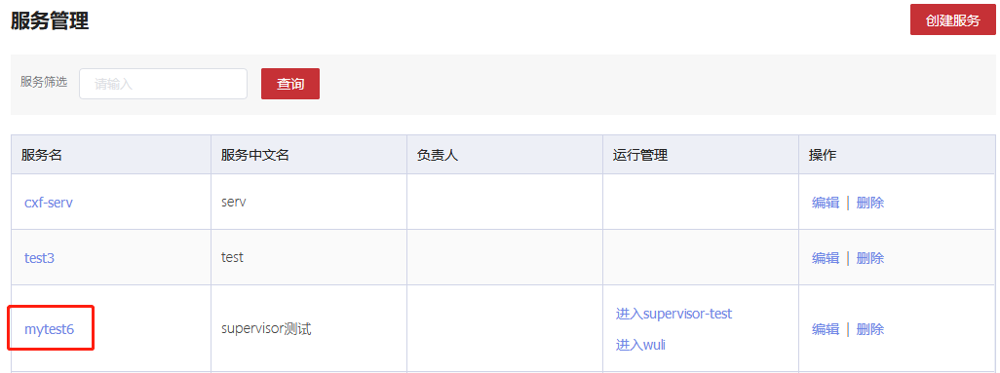 服务管理
创建服务
服务筛选 请输入 查询
服务名 服务中文名 负责人 运行管理 操作
cxf-serv serv 编辑 | 删除
test3 test 编辑 | 删除
进入supervisor-test
mytest6 supervisor测试 编辑 | 删除
进入wuli